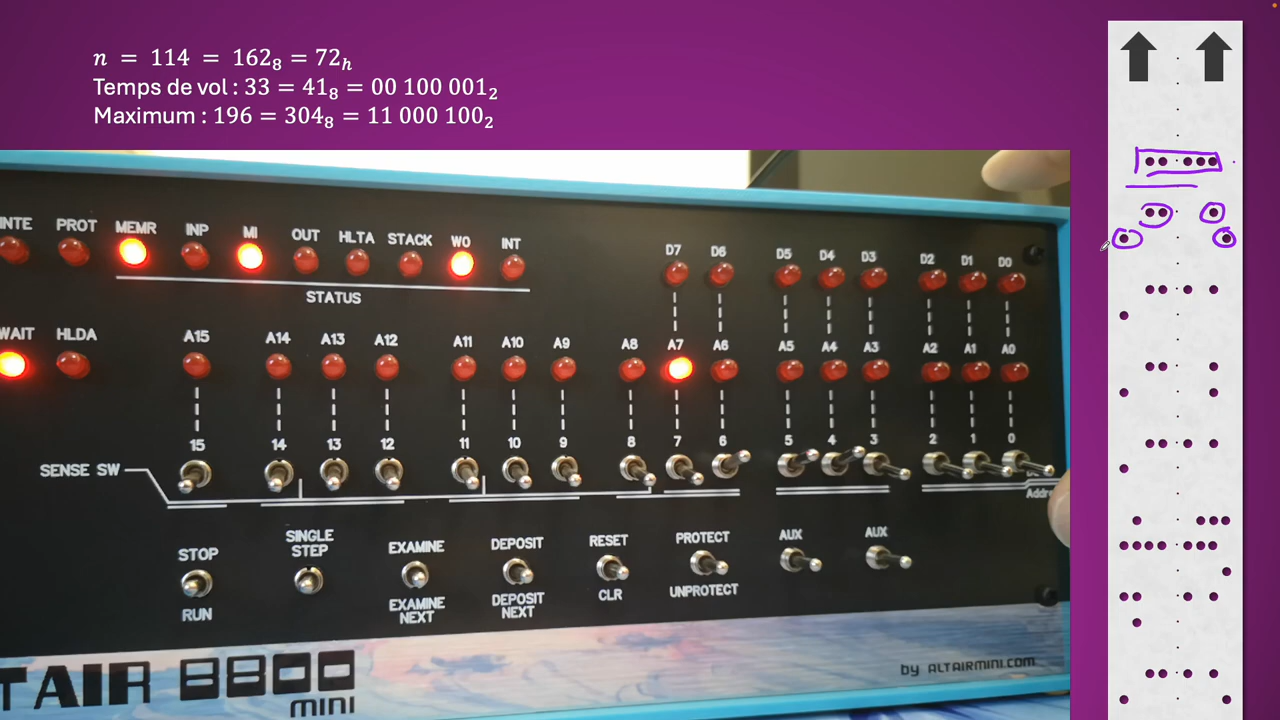 n = 114 = 162₈ = 72ₕ
Temps de vol : 33 = 41₈ = 00 100 001₂
Maximum : 196 = 304₈ = 11 000 100₂
INTE PROT MEMR INP MI OUT HLTA STACK WO INT
D7 D6 D5 D4 D3 D2 D1 D0
STATUS
WAIT HLDA A15 A14 A13 A12 A11 A10 A9 A8 A7 A6 A5 A4 A3 A2 A1 A0
15 14 13 12 11 10 9 8 7 6 5 4 3 2 1 0
SENSE SW
Addre
STOP SINGLE STEP EXAMINE DEPOSIT RESET PROTECT AUX AUX
RUN EXAMINE NEXT DEPOSIT NEXT CLR UNPROTECT
TAIR 8800
mini
by ALTAIRMINI.COM